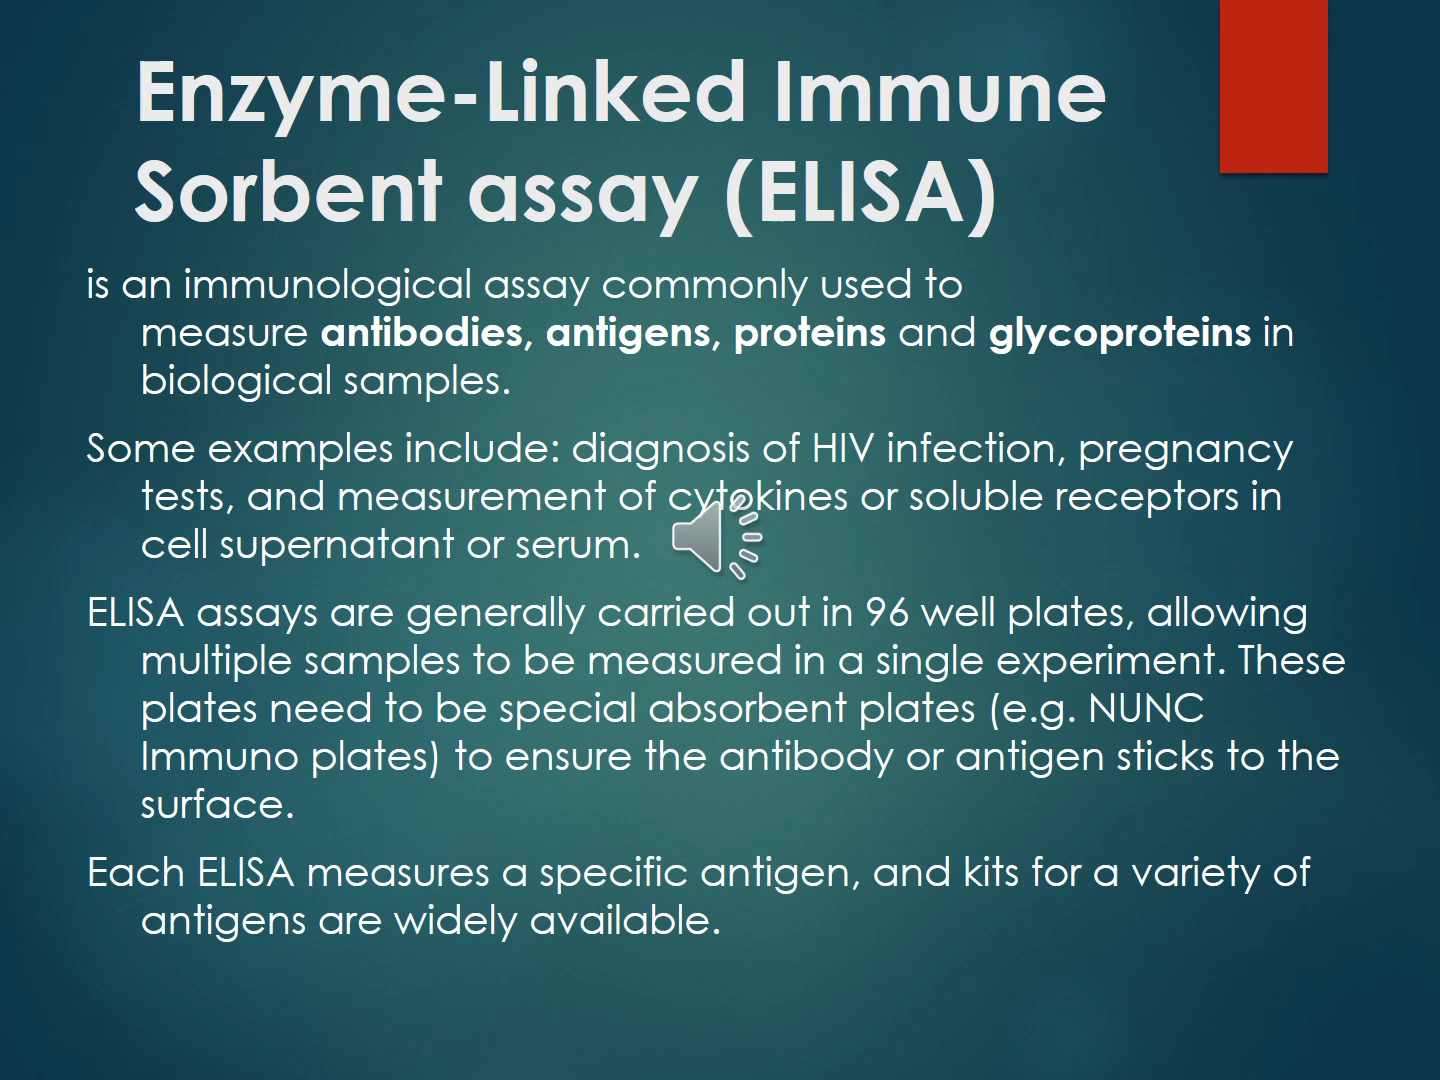 Enzyme-Linked Immune
Sorbent assay (ELISA)
is an immunological assay commonly used to
measure antibodies, antigens, proteins and glycoproteins in
biological samples.
Some examples include: diagnosis of HIV infection, pregnancy
tests, and measurement of cytokines or soluble receptors in
cell supernatant or serum.
ELISA assays are generally carried out in 96 well plates, allowing
multiple samples to be measured in a single experiment. These
plates need to be special absorbent plates (e.g. NUNC
Immuno plates) to ensure the antibody or antigen sticks to the
surface.
Each ELISA measures a specific antigen, and kits for a variety of
antigens are widely available.